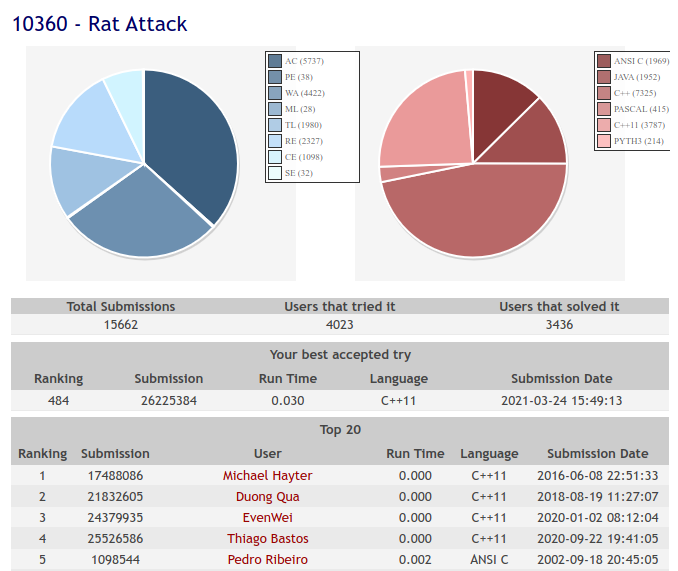 10360 - Rat Attack
AC (5737)
PE (38)
WA (4422)
ML (28)
TL (1980)
RE (2327)
CE (1098)
SE (32)
ANSI C (1969)
JAVA (1952)
C++ (7325)
PASCAL (415)
C++11 (3787)
PYTH3 (214)
Total Submissions Users that tried it Users that solved it
15662 4023 3436
Your best accepted try
Ranking Submission Run Time Language Submission Date
484 26225384 0.030 C++11 2021-03-24 15:49:13
Top 20
Ranking Submission User Run Time Language Submission Date
1 17488086 Michael Hayter 0.000 C++11 2016-06-08 22:51:33
2 21832605 Duong Qua 0.000 C++11 2018-08-19 11:27:07
3 24379935 EvenWei 0.000 C++11 2020-01-02 08:12:04
4 25526586 Thiago Bastos 0.000 C++11 2020-09-22 19:41:05
5 1098544 Pedro Ribeiro 0.002 ANSI C 2002-09-18 20:45:05